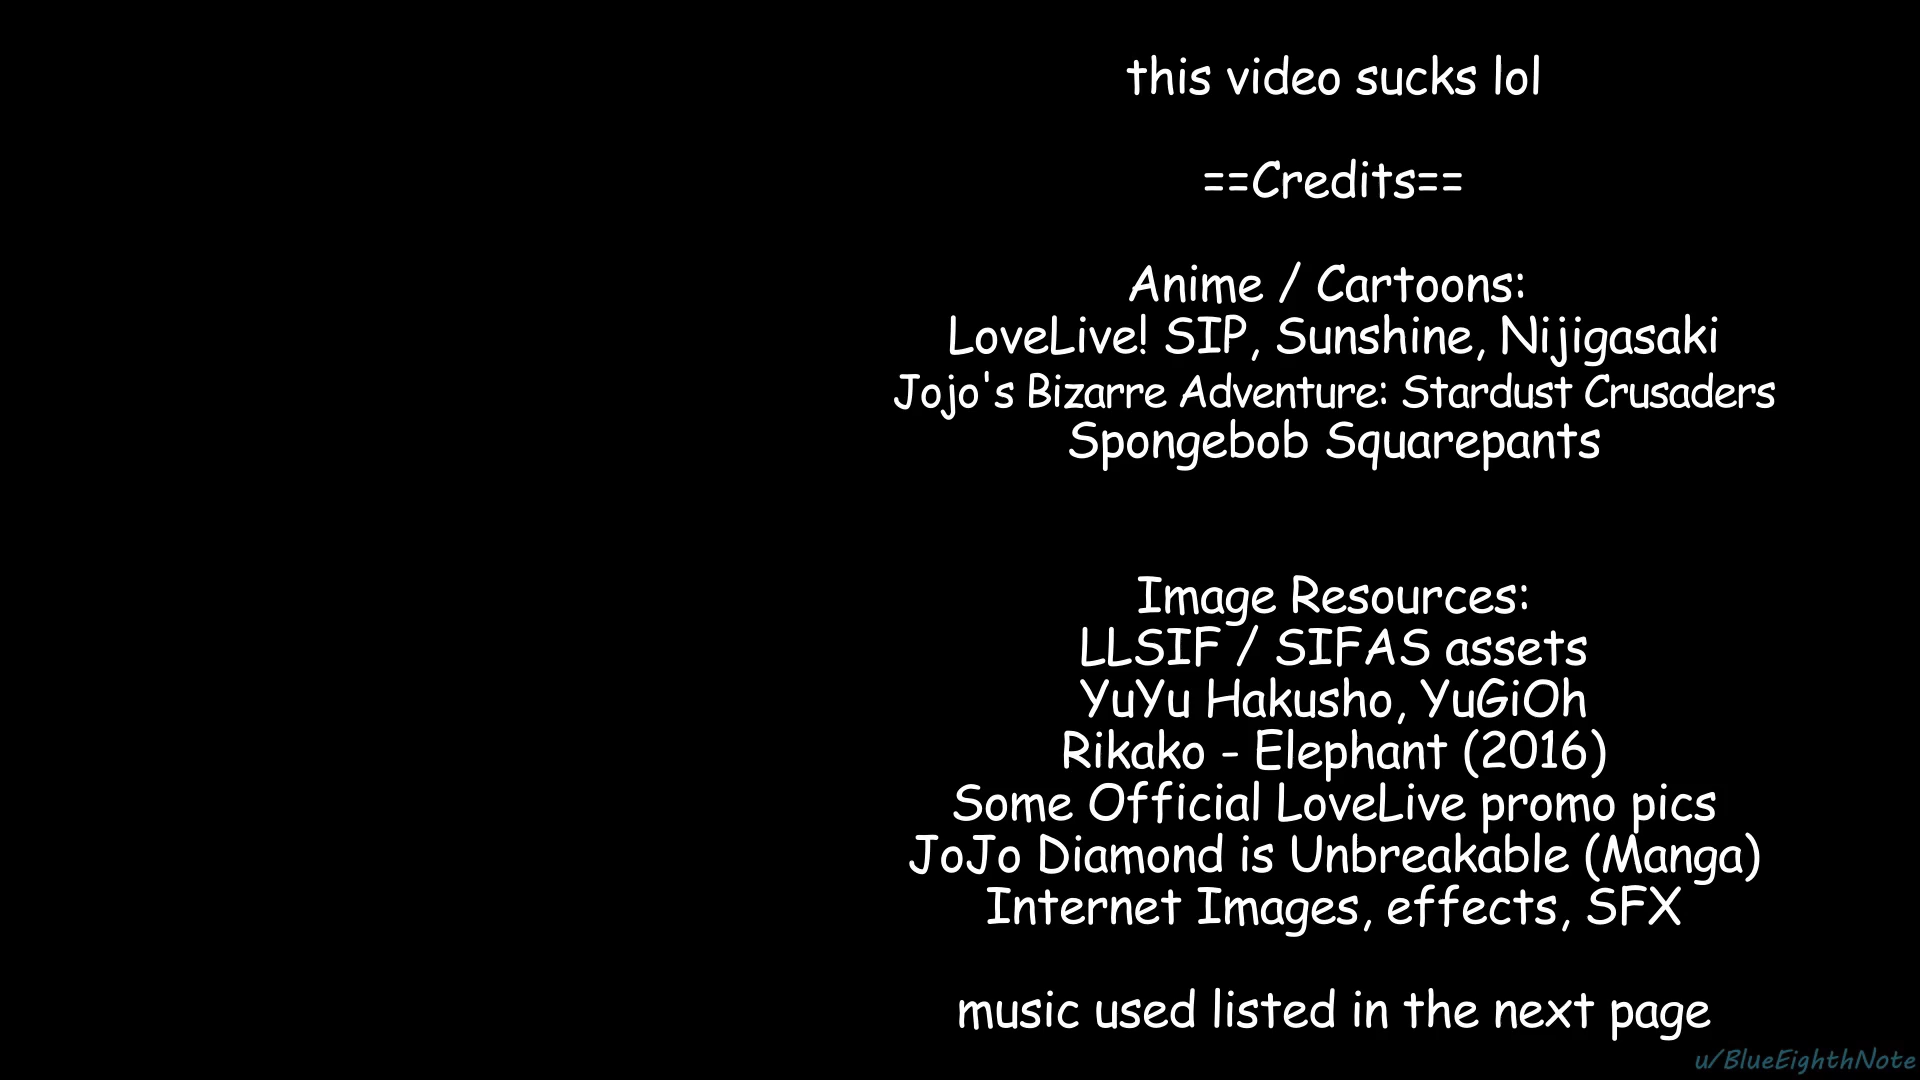 this video sucks lol
==Credits==
Anime / Cartoons:
LoveLive! SIP, Sunshine, Nijigasaki
Jojo's Bizarre Adventure: Stardust Crusaders
Spongebob Squarepants
Image Resources:
LLSIF / SIFAS assets
YuYu Hakusho, YuGiOh
Rikako - Elephant (2016)
Some Official LoveLive promo pics
JoJo Diamond is Unbreakable (Manga)
Internet Images, effects, SFX
music used listed in the next page
u/BlueEighthNote